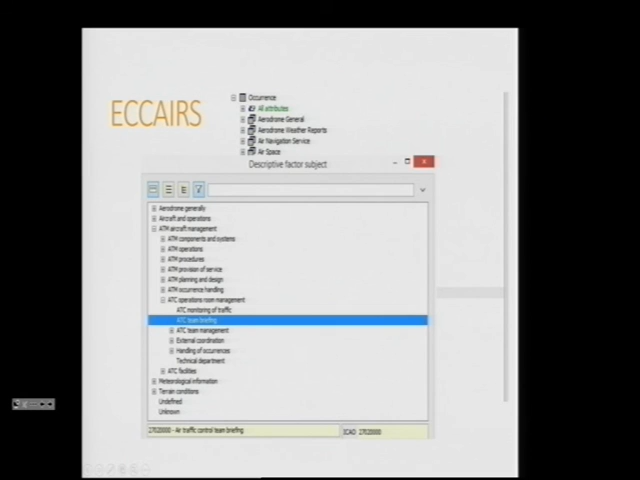 ECCAIRS
Occurrence
All attributes
Aerodrome General
Aerodrome Weather Reports
Air Navigation Service
Air Space
Descriptive factor subject
Aerodrome generally
Aircraft and operations
ATM aircraft management
ATM components and systems
ATM operations
ATM procedures
ATM provision of service
ATM planning and design
ATM occurrence handling
ATC operations room management
ATC monitoring of traffic
ATC team briefing
ATC team management
External coordination
Handling of occurrences
Technical department
ATC facilities
Meteorological information
Terrain conditions
Undefined
Unknown
27020000 - Air traffic control team briefing
ICAO 27020000